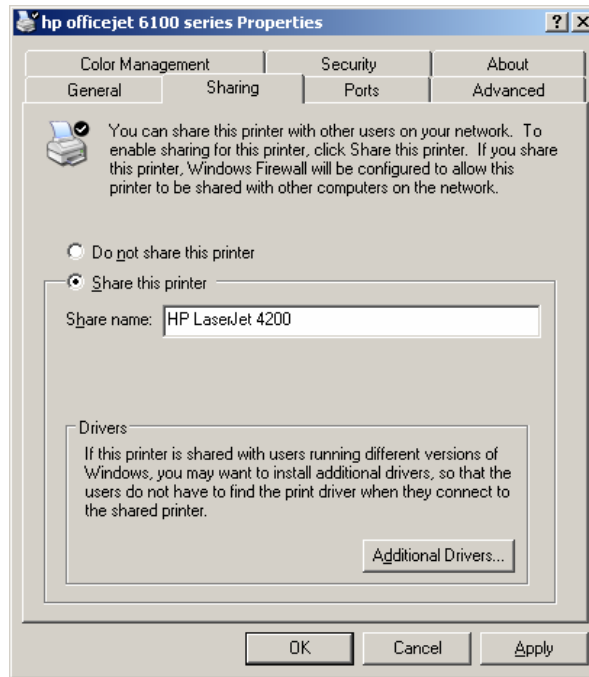 hp officejet 6100 series Properties
Color Management Security About
General Sharing Ports Advanced
You can share this printer with other users on your network. To
enable sharing for this printer, click Share this printer. If you share
this printer, Windows Firewall will be configured to allow this
printer to be shared with other computers on the network.
Do not share this printer
Share this printer
Share name: HP LaserJet 4200
Drivers
If this printer is shared with users running different versions of
Windows, you may want to install additional drivers, so that the
users do not have to find the print driver when they connect to
the shared printer.
Additional Drivers...
OK Cancel Apply